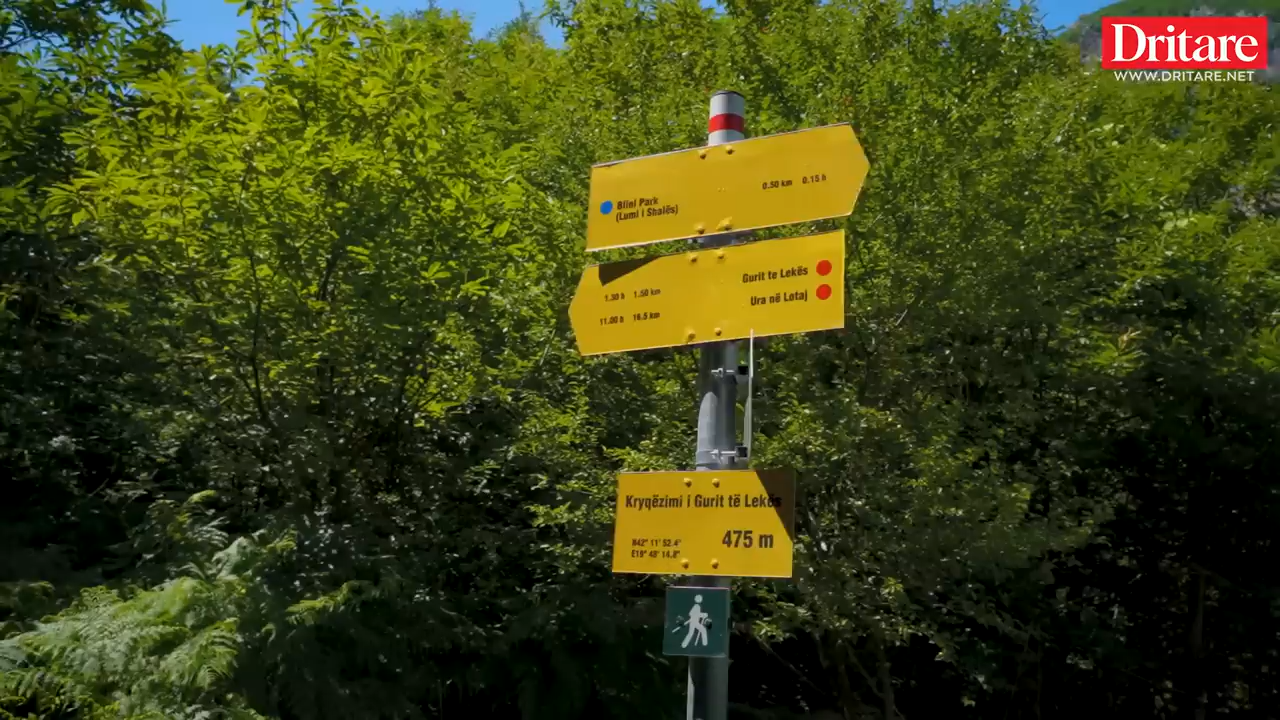 Dritare
WWW.DRITARE.NET
Blini Park
(Lumi i Shalës)
0.50 km 0.15 h
Gurit te Lekës
1.30 h 1.50 km
Ura në Lotaj
11.00 h 16.5 km
Kryqëzimi i Gurit të Lekës
475 m
N42° 11' 52.4"
E19° 48' 14.8"